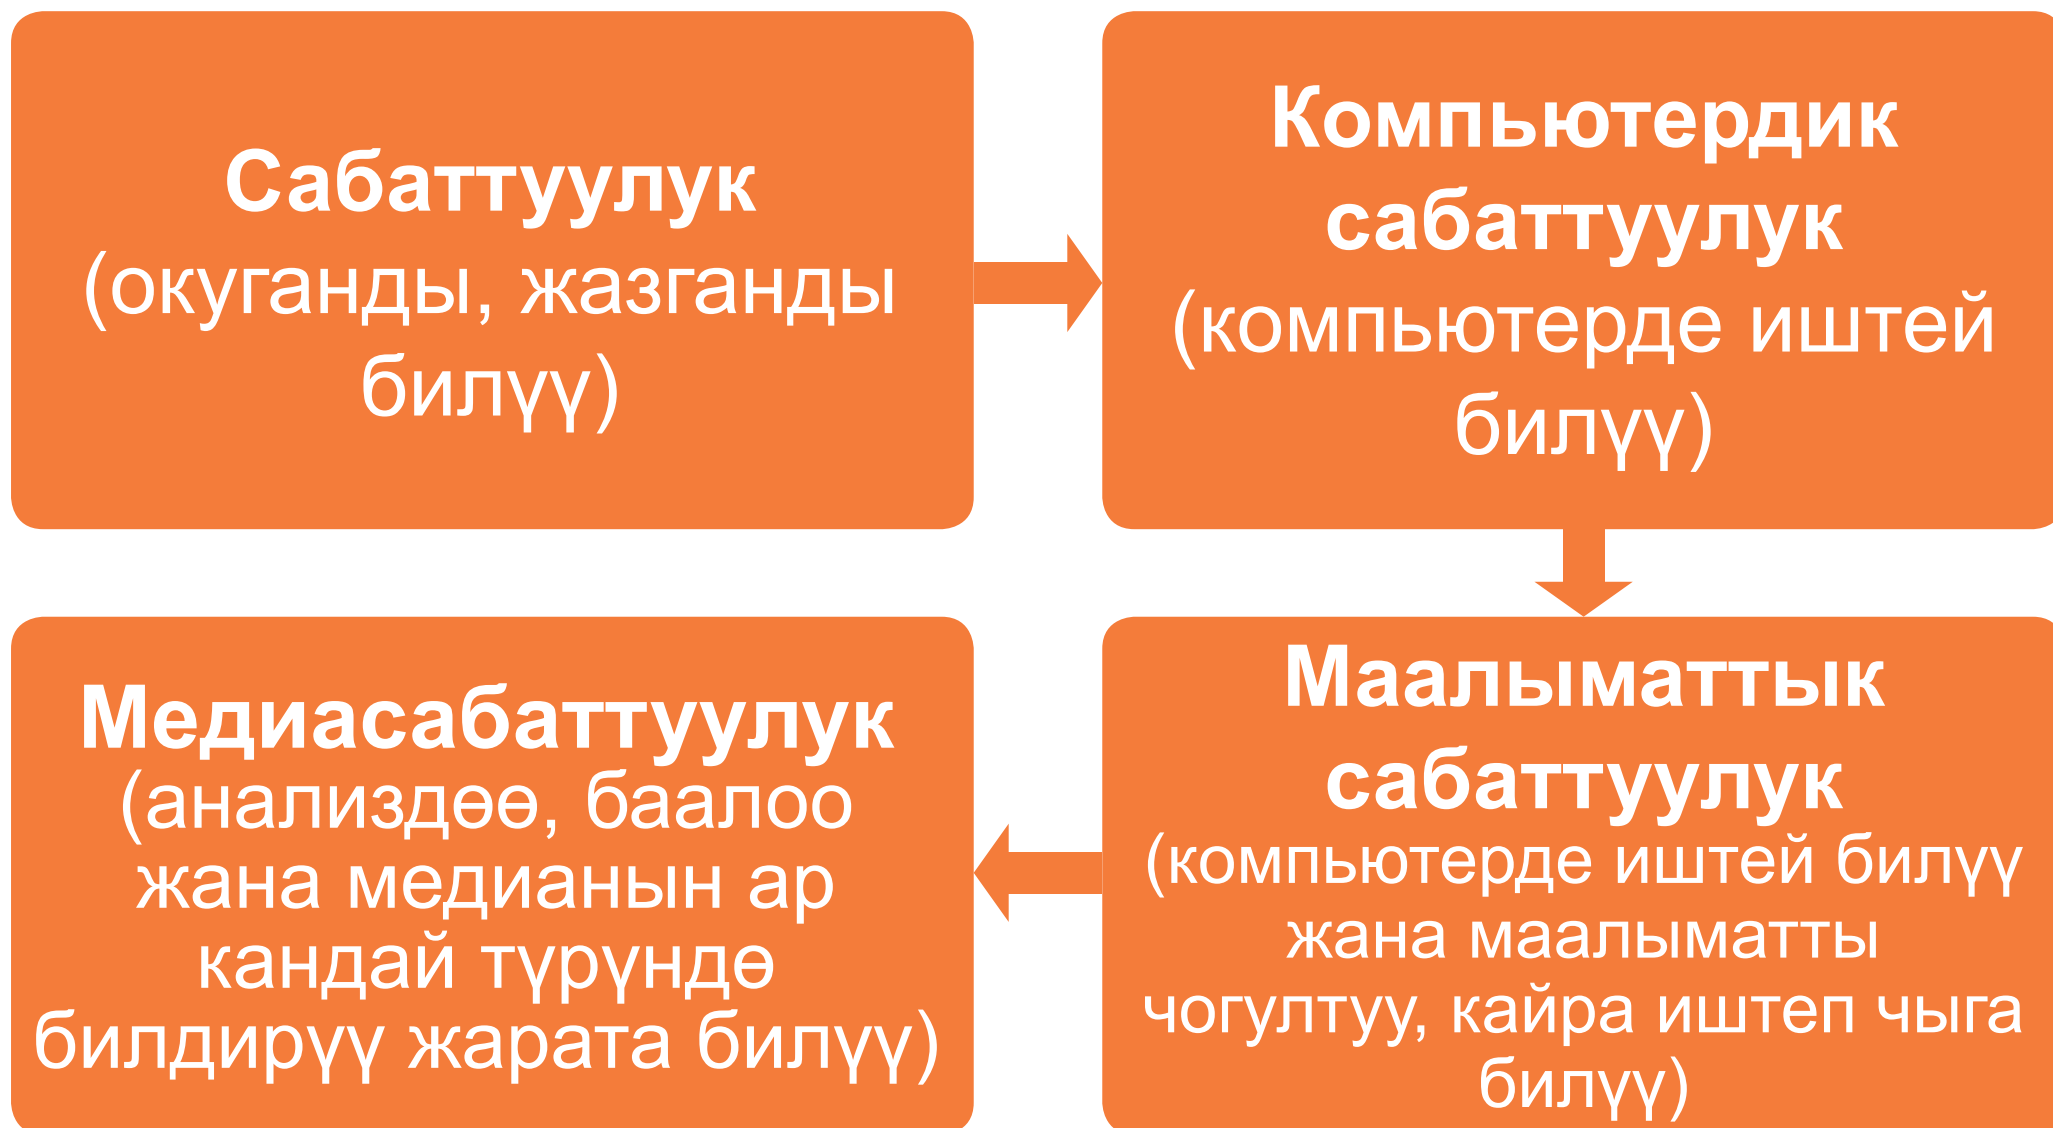 Сабаттуулук
(окуганды, жазганды
билүү)
Компьютердик
сабаттуулук
(компьютерде иштей
билүү)
Маалыматтык
сабаттуулук
(компьютерде иштей билүү
жана маалыматты
чогултуу, кайра иштеп чыга
билүү)
Медиасабаттуулук
(анализдөө, баалоо
жана медианын ар
кандай түрүндө
билдирүү жарата билүү)